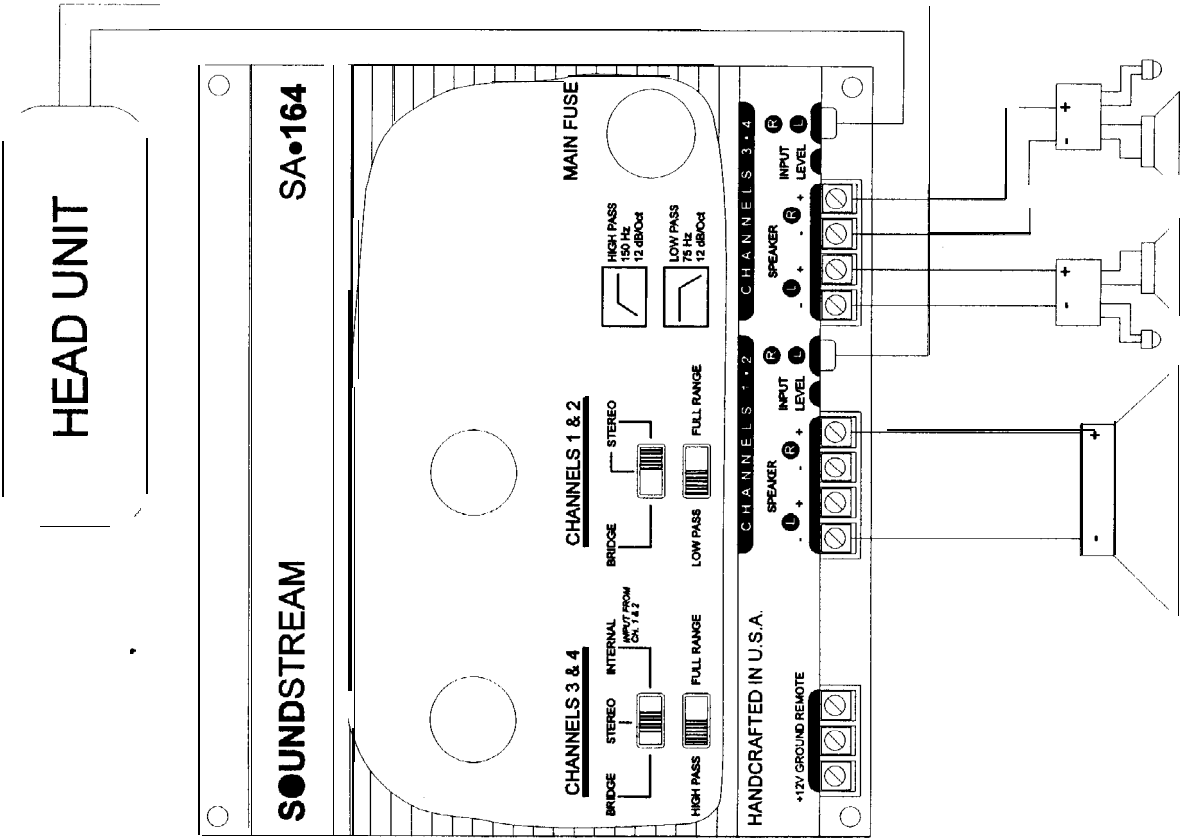 HEAD UNIT
SOUNDSTREAM
SA•164
MAIN FUSE
HIGH PASS
150 Hz
12 dB/Oct
LOW PASS
75 Hz
12 dB/Oct
CHANNELS 3 & 4
BRIDGE
STEREO
INTERNAL
INPUT FROM
CH. 1 & 2
HIGH PASS
FULL RANGE
CHANNELS 1 & 2
BRIDGE
STEREO
LOW PASS
FULL RANGE
HANDCRAFTED IN U.S.A.
+12V GROUND REMOTE
CHANNELS 1•2
SPEAKER
L
R
- + - +
INPUT
LEVEL
R
L
CHANNELS 3•4
SPEAKER
L
R
- + - +
INPUT
LEVEL
R
L
+
-
+
-
+
-